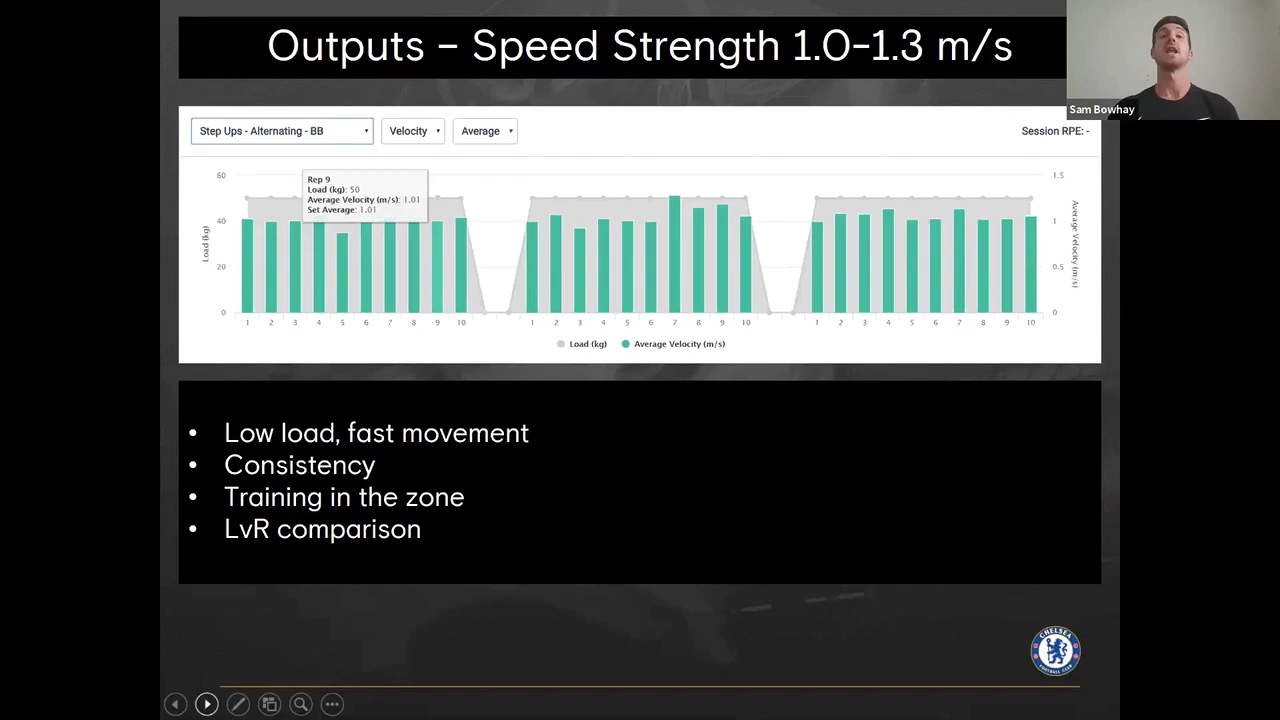 Outputs – Speed Strength 1.0-1.3 m/s
Sam Bowhay
Step Ups - Alternating - BB
Velocity
Average
Session RPE: -
Rep 9
Load (kg): 50
Average Velocity (m/s): 1.01
Set Average: 1.01
60
40
20
0
Load (kg)
1.5
1
0.5
0
Average Velocity (m/s)
1 2 3 4 5 6 7 8 9 10 1 2 3 4 5 6 7 8 9 10 1 2 3 4 5 6 7 8 9 10
Load (kg) Average Velocity (m/s)
• Low load, fast movement
• Consistency
• Training in the zone
• LvR comparison
CHELSEA
FOOTBALL CLUB